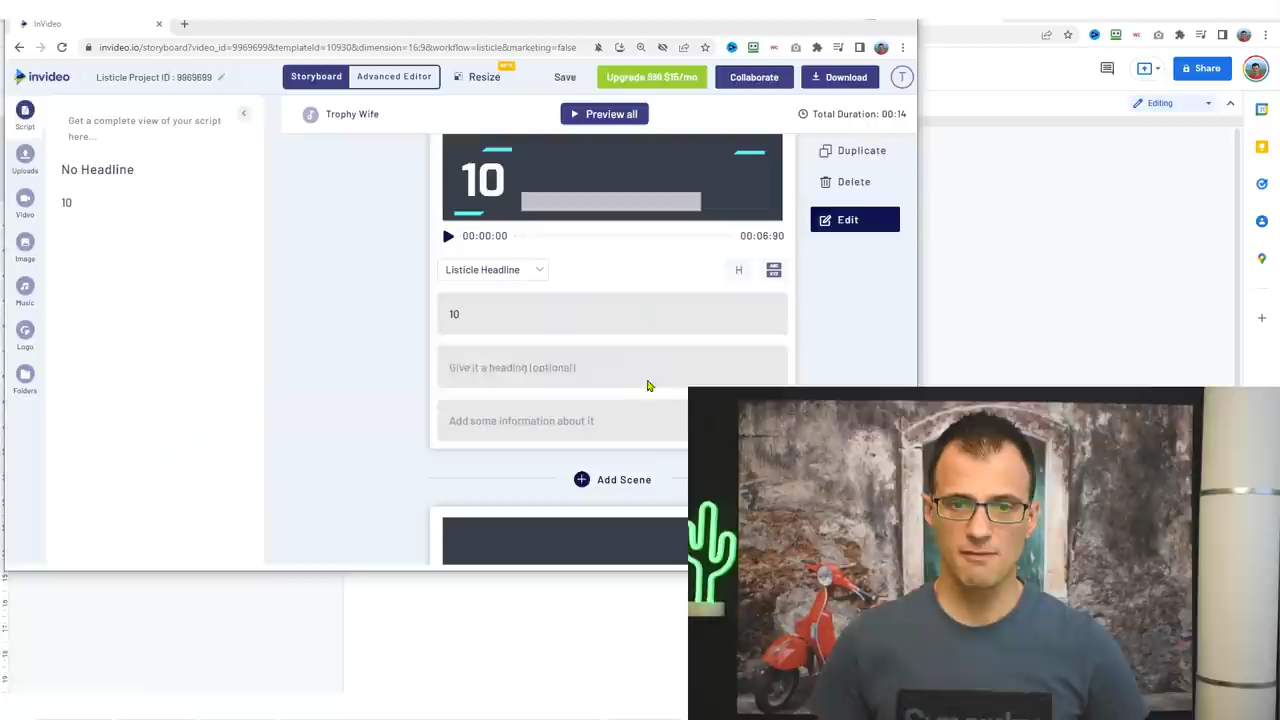 InVideo
invideo.io/storyboard?video_id=9969699&templateId=10930&dimension=16:9&workflow=listicle&marketing=false
invideo
Listicle Project ID : 9969699
Storyboard
Advanced Editor
Resize
Save
Upgrade $30 $15/mo
Collaborate
Download
T
Share
Script
Uploads
Video
Image
Music
Logo
Folders
Get a complete view of your script
here...
No Headline
10
Trophy Wife
Preview all
Total Duration: 00:14
Editing
10
Duplicate
Delete
Edit
00:00:00
00:06:90
Listicle Headline
H
10
Give it a heading (optional)
Add some information about it
Add Scene